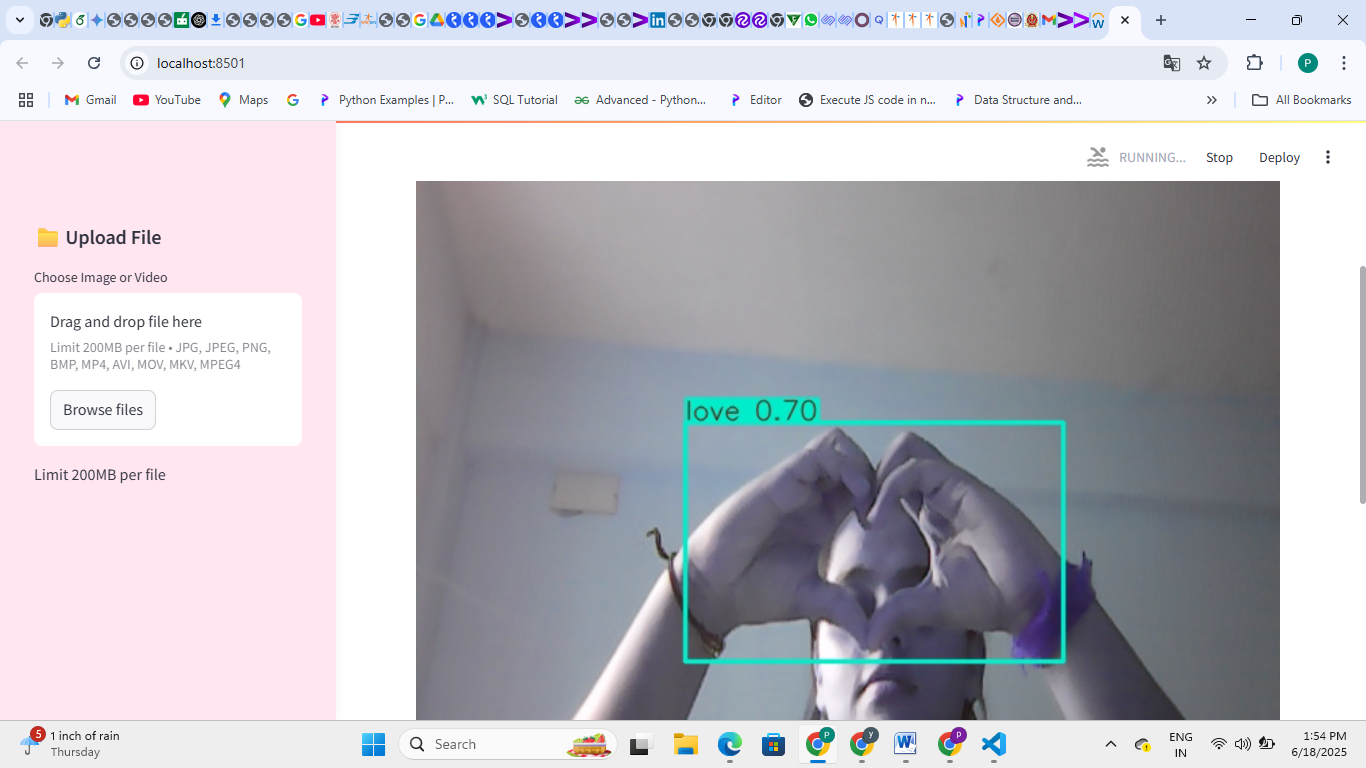 localhost:8501
Gmail
YouTube
Maps
Python Examples | P...
SQL Tutorial
Advanced - Python...
Editor
Execute JS code in n...
Data Structure and...
All Bookmarks
P
RUNNING...
Stop
Deploy
Upload File
Choose Image or Video
Drag and drop file here
Limit 200MB per file • JPG, JPEG, PNG,
BMP, MP4, AVI, MOV, MKV, MPEG4
Browse files
Limit 200MB per file
love 0.70
5
1 inch of rain
Thursday
Search
P
y
P
ENG
IN
1:54 PM
6/18/2025